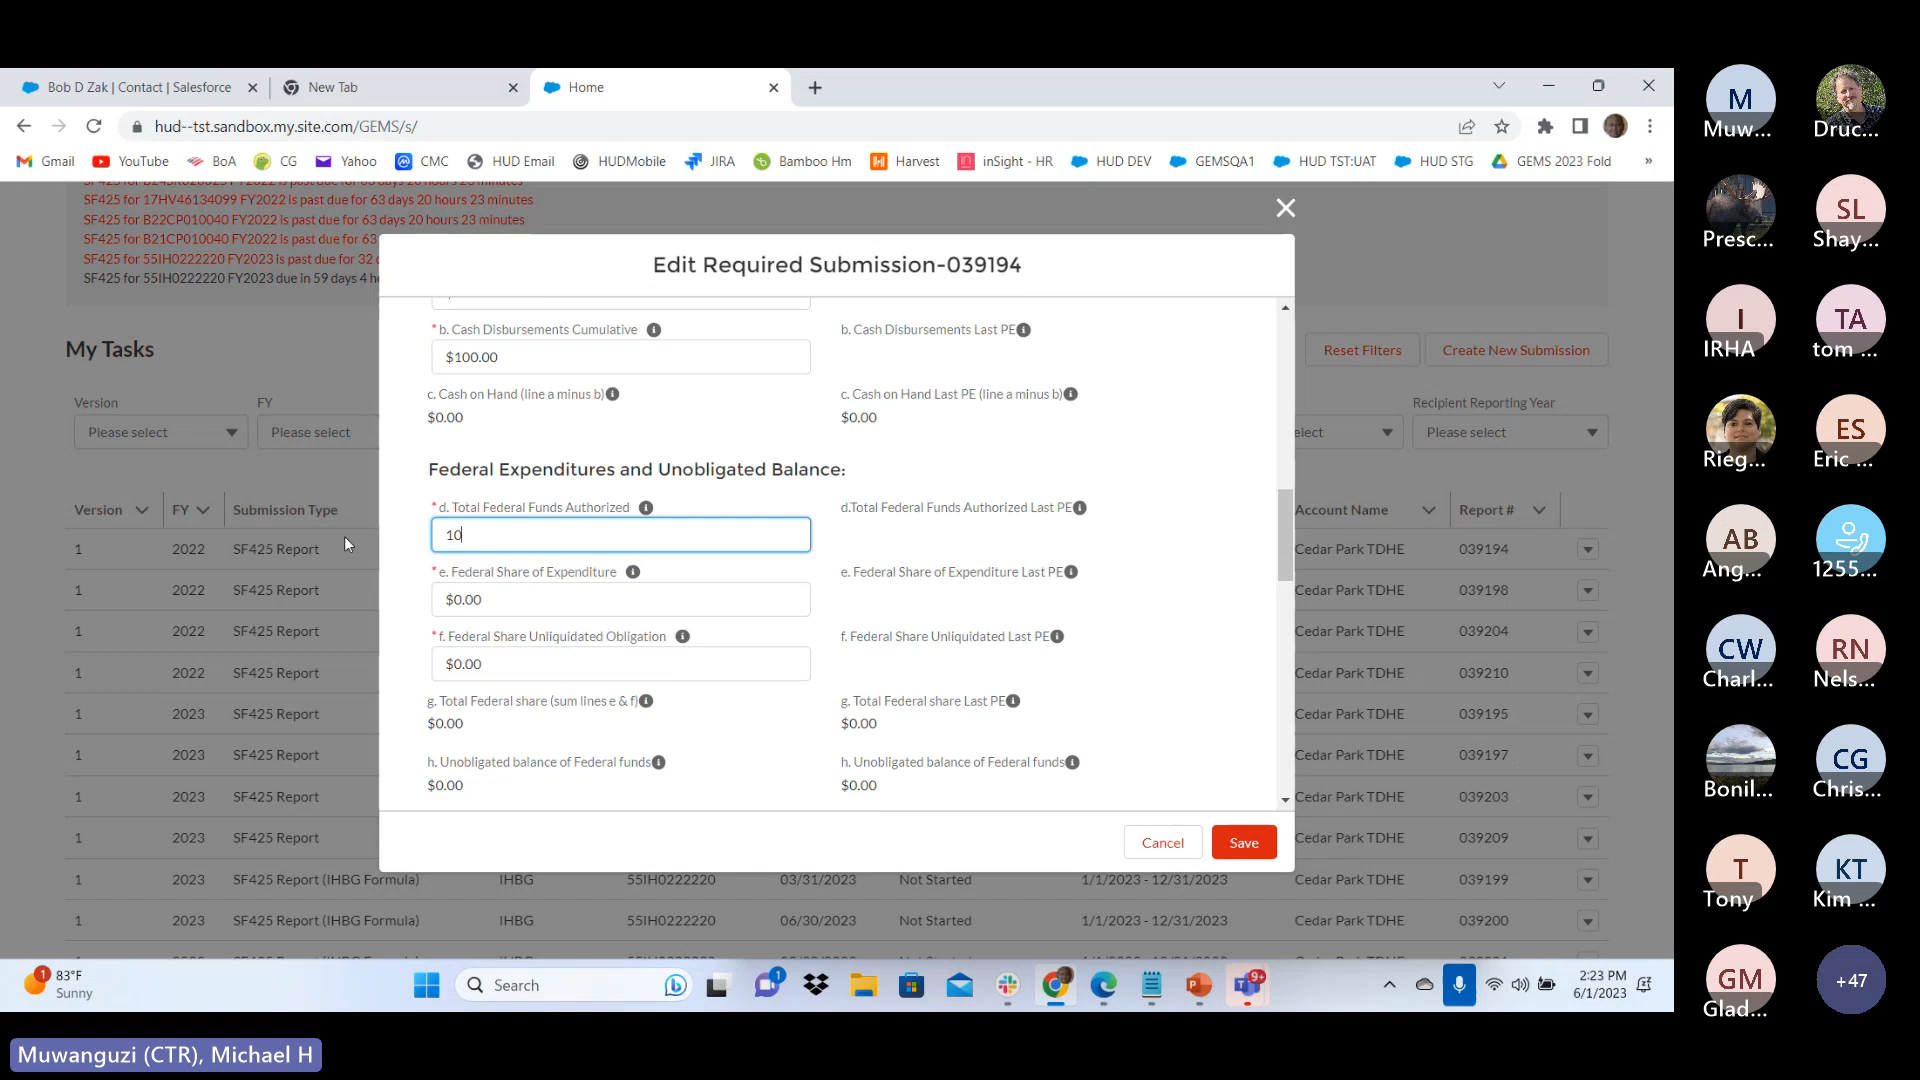 Bob D Zak | Contact | Salesforce
New Tab
Home
hud--tst.sandbox.my.site.com/GEMS/s/
Gmail YouTube BoA CG Yahoo CMC HUD Email HUDMobile JIRA Bamboo Hm Harvest inSight - HR HUD DEV GEMSQA1 HUD TST:UAT HUD STG GEMS 2023 Fold »
SF425 for 17HV46134099 FY2022 is past due for 63 days 20 hours 23 minutes
SF425 for B22CP010040 FY2022 is past due for 63 days 20 hours 23 minutes
SF425 for B21CP010040 FY2022 is past due for 63
SF425 for 55IH0222220 FY2023 is past due for 32 d
SF425 for 55IH0222220 FY2023 due in 59 days 4 h
My Tasks
Reset Filters
Create New Submission
Version
FY
Recipient Reporting Year
Please select
Please select
elect
Please select
Version FY Submission Type Account Name Report #
1 2022 SF425 Report Cedar Park TDHE 039194
1 2022 SF425 Report Cedar Park TDHE 039198
1 2022 SF425 Report Cedar Park TDHE 039204
1 2022 SF425 Report Cedar Park TDHE 039210
1 2023 SF425 Report Cedar Park TDHE 039195
1 2023 SF425 Report Cedar Park TDHE 039197
1 2023 SF425 Report Cedar Park TDHE 039203
1 2023 SF425 Report Cedar Park TDHE 039209
1 2023 SF425 Report (IHBG Formula) IHBG 55IH0222220 03/31/2023 Not Started 1/1/2023 - 12/31/2023 Cedar Park TDHE 039199
1 2023 SF425 Report (IHBG Formula) IHBG 55IH0222220 06/30/2023 Not Started 1/1/2023 - 12/31/2023 Cedar Park TDHE 039200
Edit Required Submission-039194
* b. Cash Disbursements Cumulative
b. Cash Disbursements Last PE
$100.00
c. Cash on Hand (line a minus b)
c. Cash on Hand Last PE (line a minus b)
$0.00
$0.00
Federal Expenditures and Unobligated Balance:
* d. Total Federal Funds Authorized
d.Total Federal Funds Authorized Last PE
10
* e. Federal Share of Expenditure
e. Federal Share of Expenditure Last PE
$0.00
* f. Federal Share Unliquidated Obligation
f. Federal Share Unliquidated Last PE
$0.00
g. Total Federal share (sum lines e & f)
g. Total Federal share Last PE
$0.00
$0.00
h. Unobligated balance of Federal funds
h. Unobligated balance of Federal funds
$0.00
$0.00
Cancel
Save
1
83°F
Sunny
Search
1
9+
2:23 PM
6/1/2023
M
Muw...
Druc...
Presc...
SL
Shay...
I
IRHA
TA
tom ...
Rieg...
ES
Eric ...
AB
Ang...
1255...
CW
Charl...
RN
Nels...
Bonil...
CG
Chris...
T
Tony
KT
Kim ...
GM
Glad...
+47
Muwanguzi (CTR), Michael H